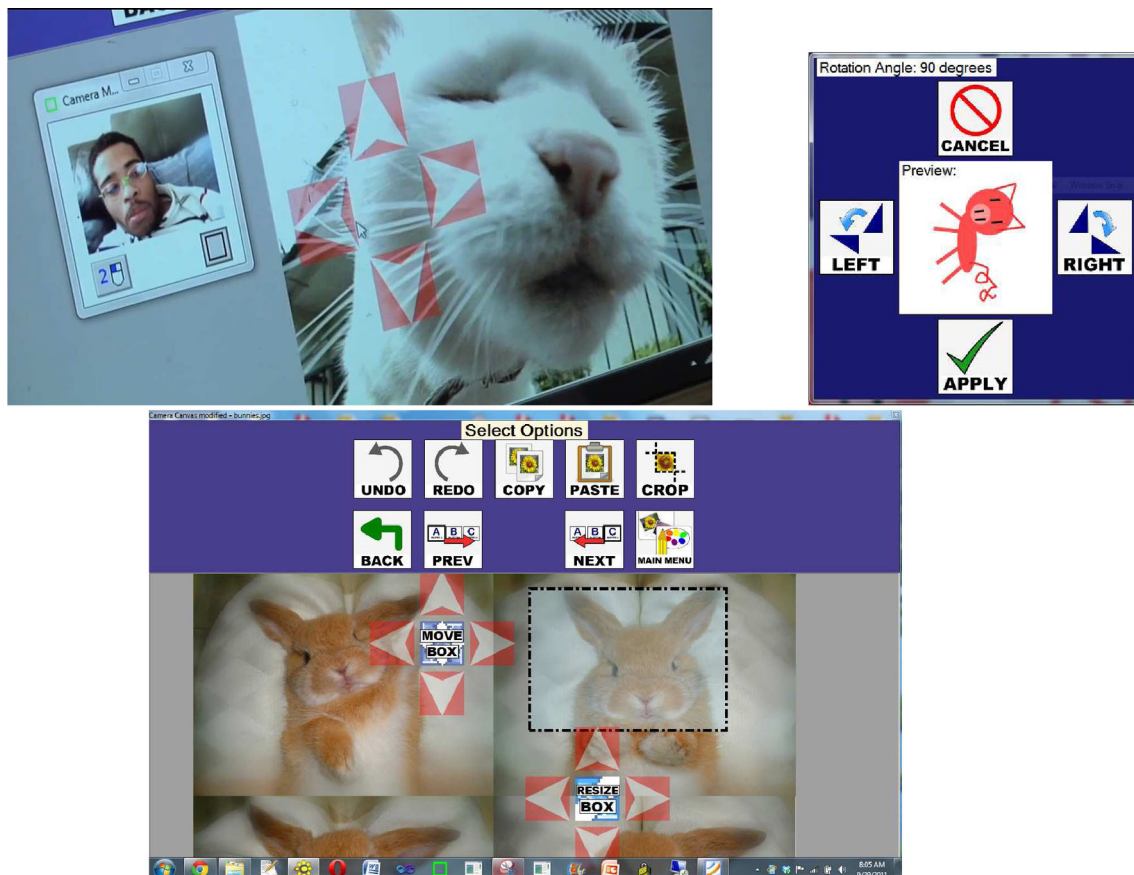 Camera M...
2
Rotation Angle: 90 degrees
CANCEL
Preview:
LEFT
RIGHT
APPLY
Camera Canvas modified - bunnies.jpg
Select Options
UNDO
REDO
COPY
PASTE
CROP
BACK
A B C
PREV
A B C
NEXT
MAIN MENU
MOVE
BOX
RESIZE
BOX
8:05 AM